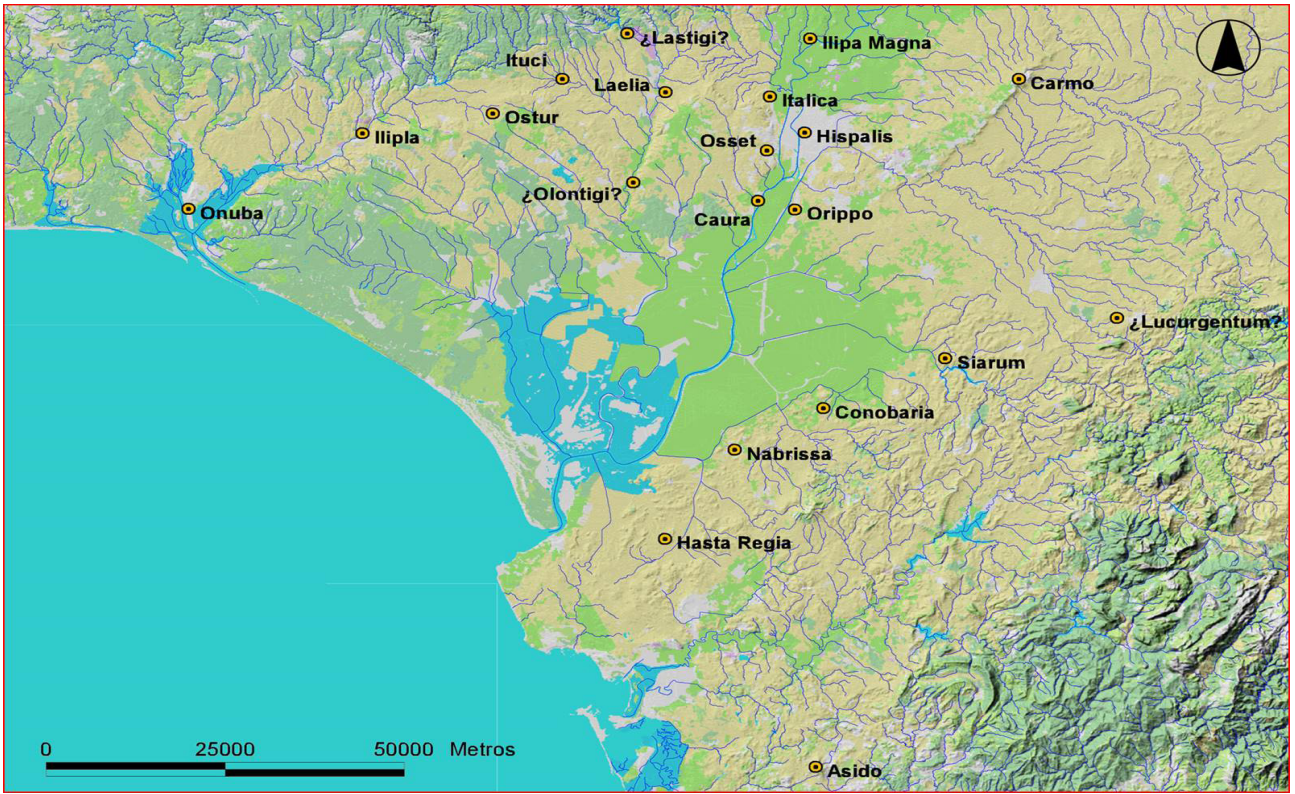 ¿Lastigi?
Ilipa Magna
Ituci
Laelia
Carmo
Italica
Ostur
Ilipla
Osset
Hispalis
¿Olontigi?
Onuba
Caura
Orippo
¿Lucurgentum?
Siarum
Conobaria
Nabrissa
Hasta Regia
0 25000 50000 Metros
Asido